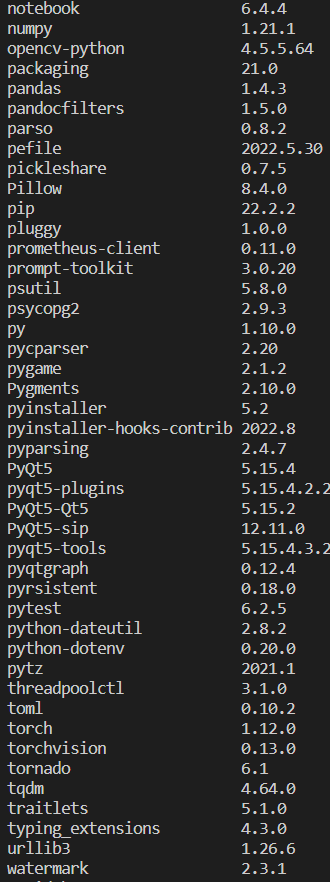 notebook 6.4.4
numpy 1.21.1
opencv-python 4.5.5.64
packaging 21.0
pandas 1.4.3
pandocfilters 1.5.0
parso 0.8.2
pefile 2022.5.30
pickleshare 0.7.5
Pillow 8.4.0
pip 22.2.2
pluggy 1.0.0
prometheus-client 0.11.0
prompt-toolkit 3.0.20
psutil 5.8.0
psycopg2 2.9.3
py 1.10.0
pycparser 2.20
pygame 2.1.2
Pygments 2.10.0
pyinstaller 5.2
pyinstaller-hooks-contrib 2022.8
pyparsing 2.4.7
PyQt5 5.15.4
pyqt5-plugins 5.15.4.2.2
PyQt5-Qt5 5.15.2
PyQt5-sip 12.11.0
pyqt5-tools 5.15.4.3.2
pyqtgraph 0.12.4
pyrsistent 0.18.0
pytest 6.2.5
python-dateutil 2.8.2
python-dotenv 0.20.0
pytz 2021.1
threadpoolctl 3.1.0
toml 0.10.2
torch 1.12.0
torchvision 0.13.0
tornado 6.1
tqdm 4.64.0
traitlets 5.1.0
typing_extensions 4.3.0
urllib3 1.26.6
watermark 2.3.1